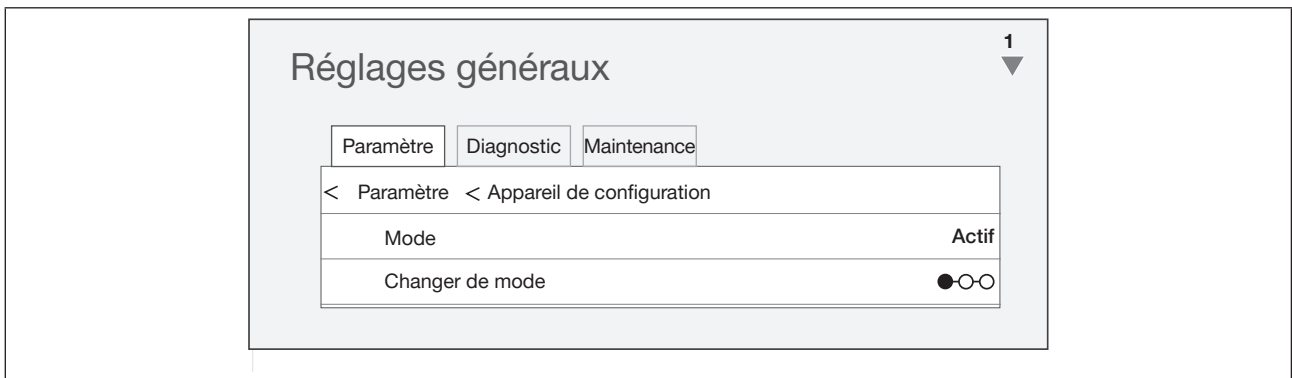 1
Réglages généraux
Paramètre Diagnostic Maintenance
< Paramètre < Appareil de configuration
Mode Actif
Changer de mode